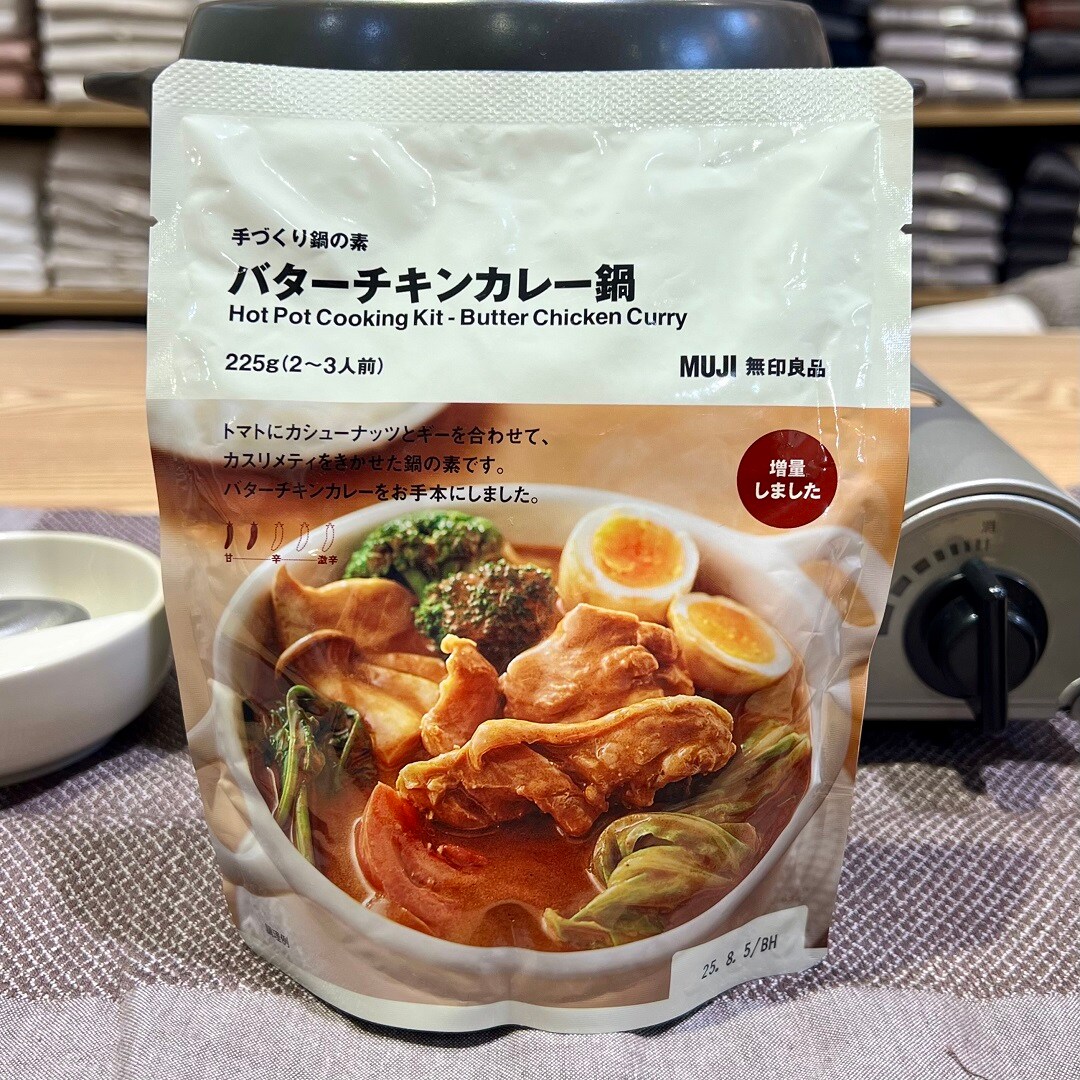 手づくり鍋の素
バターチキンカレー鍋
Hot Pot Cooking Kit - Butter Chicken Curry
225g(2～3人前)
MUJI 無印良品
トマトにカシューナッツとギーを合わせて、
カスリメティをきかせた鍋の素です。
バターチキンカレーをお手本にしました。
増量
しました
甘 辛 激辛
調理例
25. 8. 5/BH